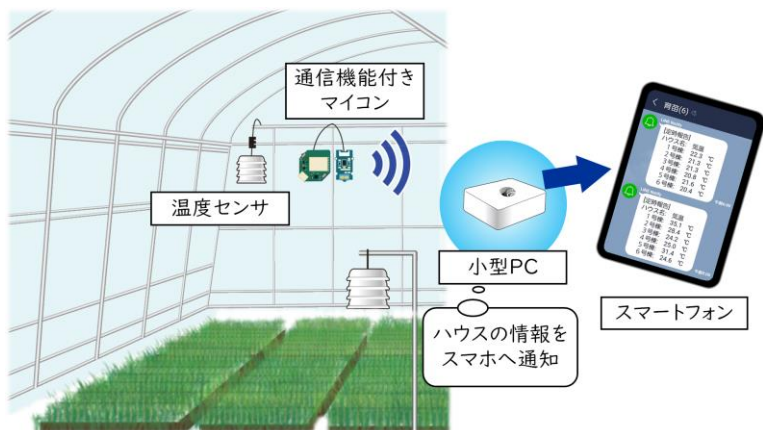 通信機能付き
マイコン
温度センサ
小型PC
ハウスの情報を
スマホへ通知
スマートフォン
[定時報告]
ハウス名: 気温
1号棟: 22.3 ℃
2号棟: 21.3 ℃
3号棟: 21.3 ℃
4号棟: 20.8 ℃
5号棟: 21.6 ℃
6号棟: 20.4 ℃
[定時報告]
ハウス名: 気温
1号棟: 35.1 ℃
2号棟: 28.4 ℃
3号棟: 24.2 ℃
4号棟: 25.0 ℃
5号棟: 31.4 ℃
6号棟: 24.6 ℃